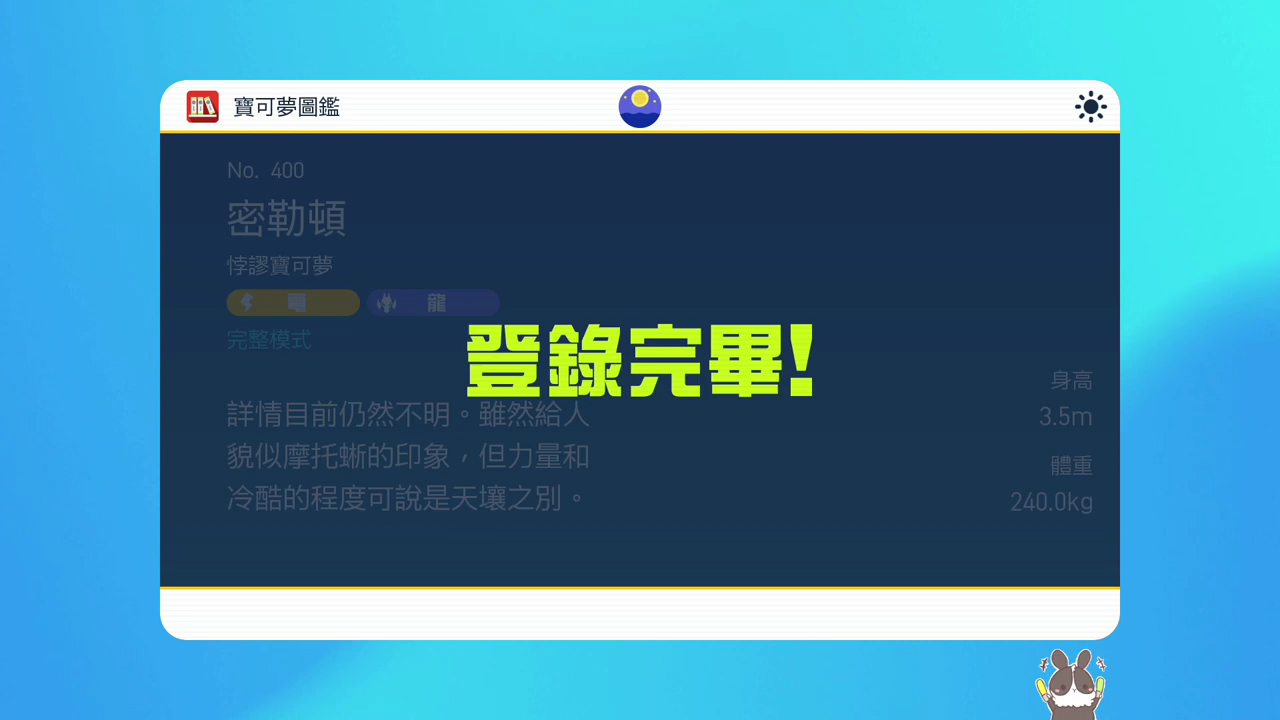 寶可夢圖鑑
No. 400
密勒頓
悖謬寶可夢
電 龍
完整模式
登錄完畢!
詳情目前仍然不明。雖然給人
貌似摩托蜥的印象，但力量和
冷酷的程度可說是天壤之別。
身高
3.5m
體重
240.0kg